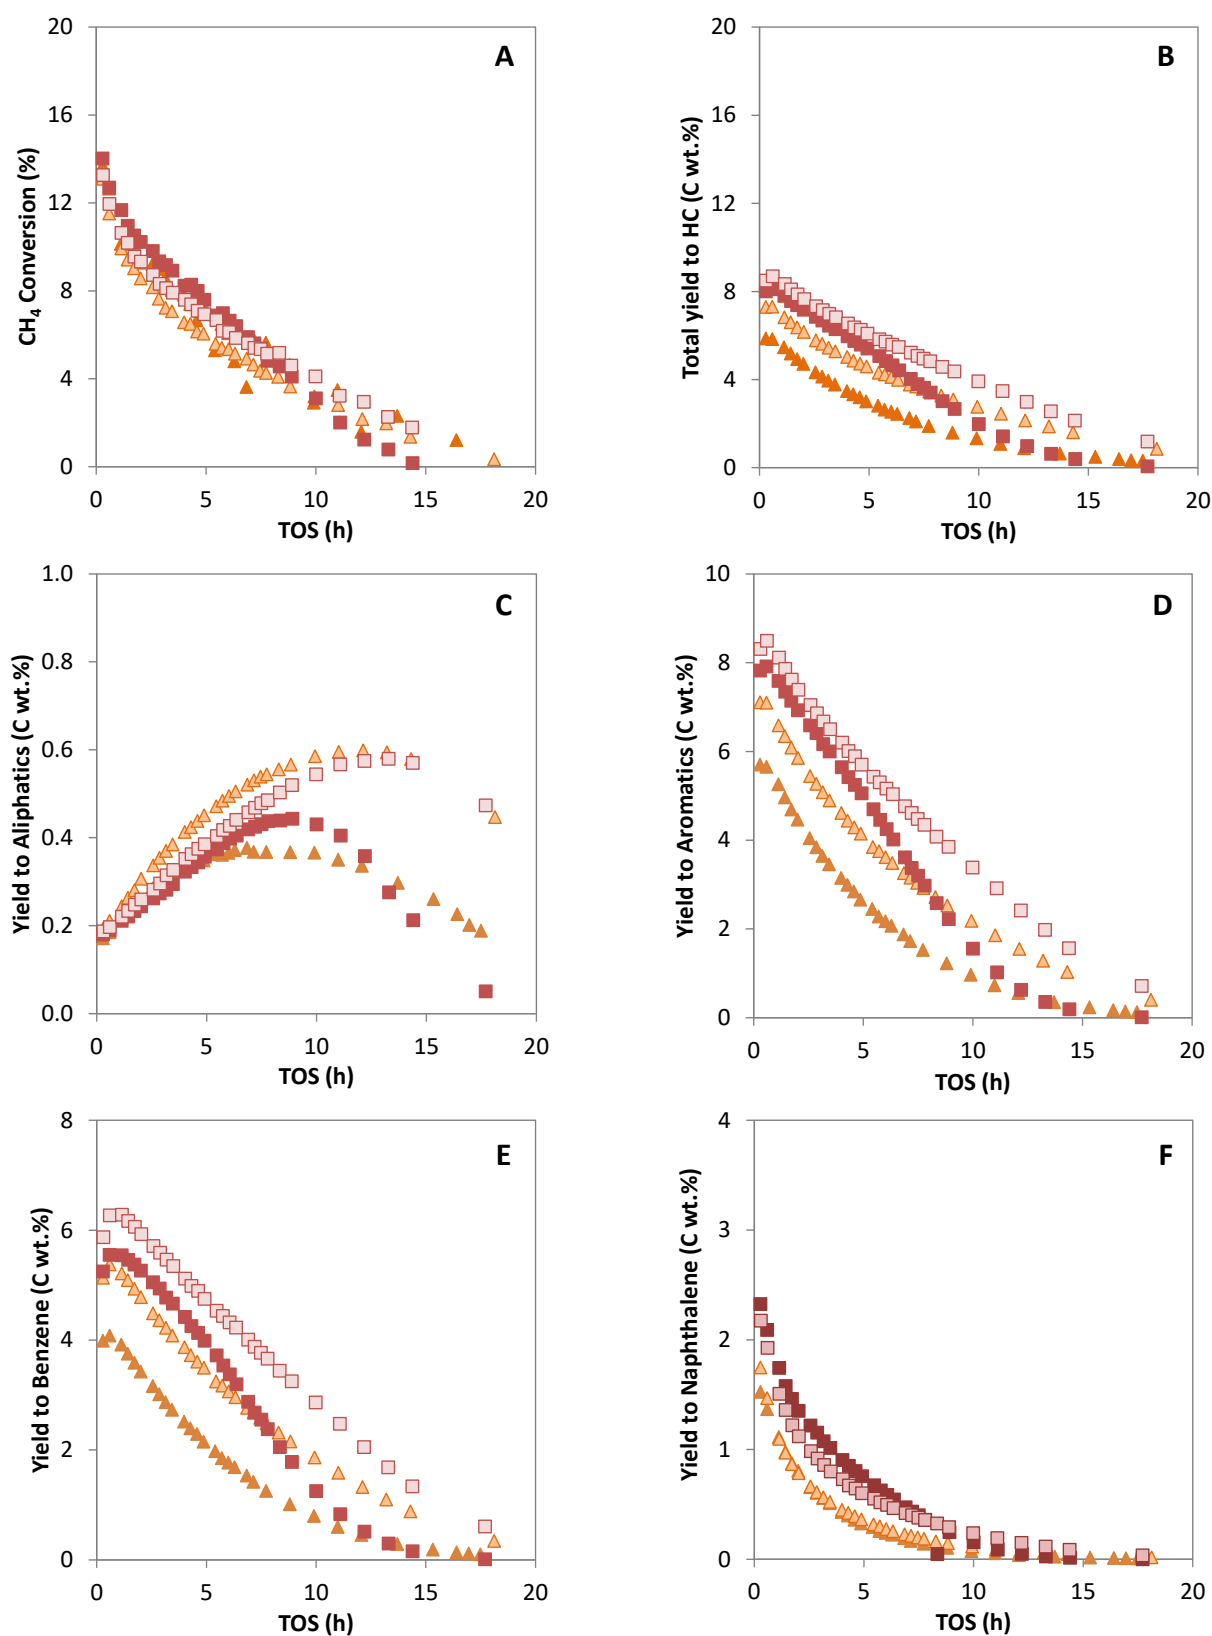 A
CH4 Conversion (%)
20
16
12
8
4
0
0 5 10 15 20
TOS (h)
B
Total yield to HC (C wt.%)
20
16
12
8
4
0
0 5 10 15 20
TOS (h)
C
Yield to Aliphatics (C wt.%)
1.0
0.8
0.6
0.4
0.2
0.0
0 5 10 15 20
TOS (h)
D
Yield to Aromatics (C wt.%)
10
8
6
4
2
0
0 5 10 15 20
TOS (h)
E
Yield to Benzene (C wt.%)
8
6
4
2
0
0 5 10 15 20
TOS (h)
F
Yield to Naphthalene (C wt.%)
4
3
2
1
0
0 5 10 15 20
TOS (h)